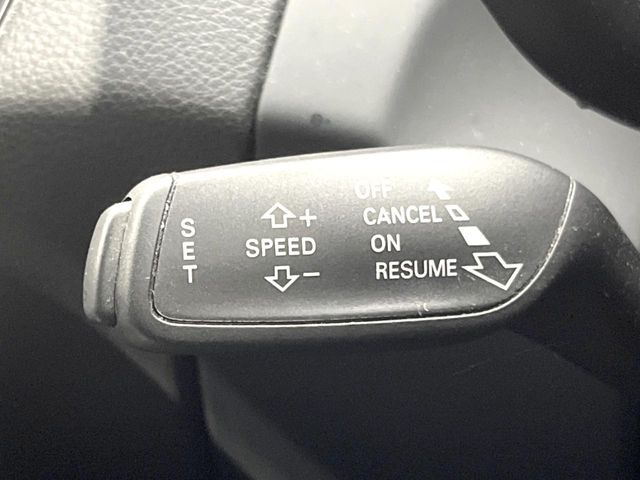 SET
SPEED
+
−
OFF
CANCEL
ON
RESUME